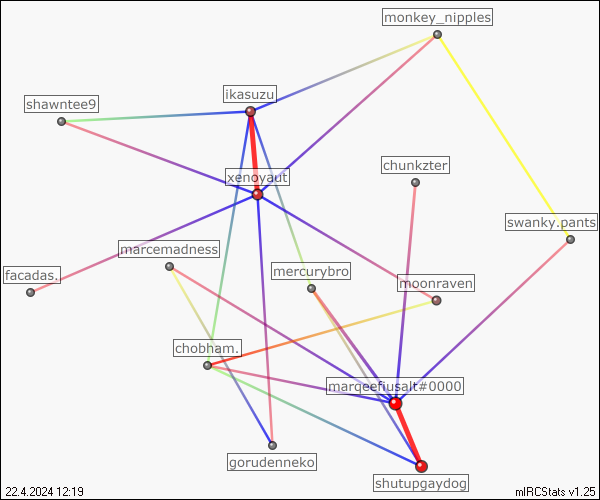 monkey_nipples
ikasuzu
shawntee9
chunkzter
xenoyaut
swanky.pants
marcemadness
mercurybro
facadas.
moonraven
chobham.
marqeefiusalt#0000
gorudenneko
shutupgaydog
22.4.2024 12:19
mIRCStats v1.25